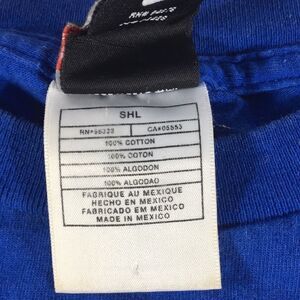 SHL
RN#56323 CA#05553
100% COTTON
100% COTON
100% ALGODON
100% ALGODAO
FABRIQUE AU MEXIQUE
HECHO EN MEXICO
FABRICADO EM MEXICO
MADE IN MEXICO